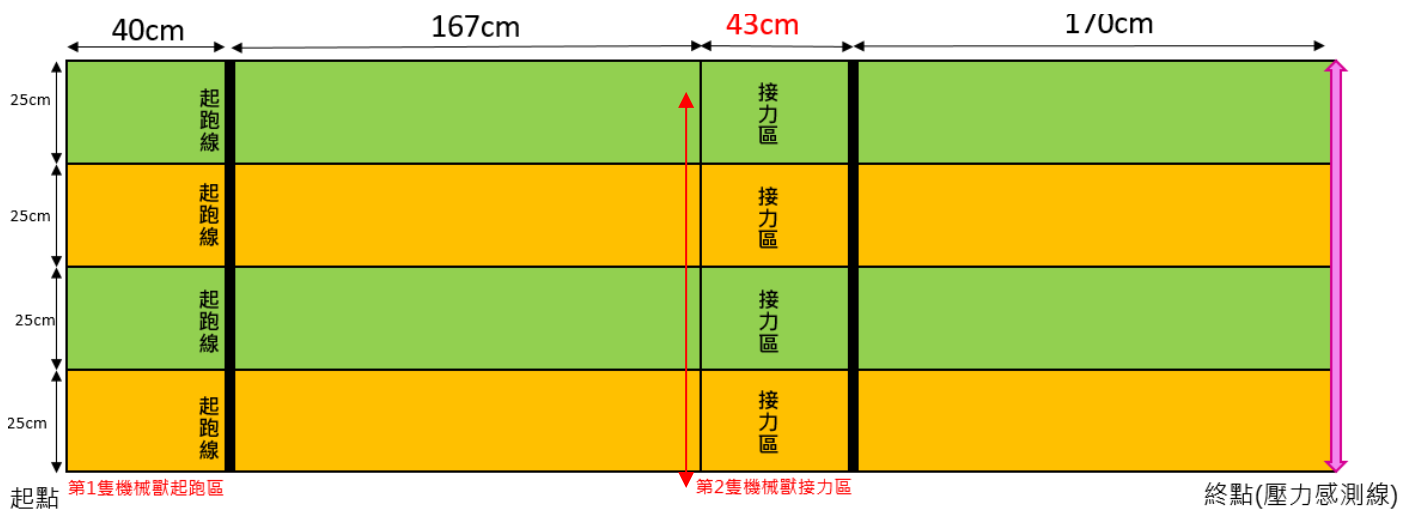 40cm
167cm
43cm
170cm
25cm
起跑線
接力區
25cm
起跑線
接力區
25cm
起跑線
接力區
25cm
起跑線
接力區
起點
第1隻機械獸起跑區
第2隻機械獸接力區
終點(壓力感測線)